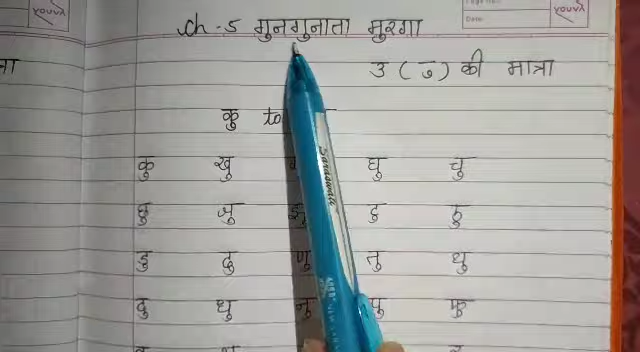 ch-5 गुनगुनाता मुरगा
उ ( ु ) की मात्रा
कु to
कु खु घु चु
छु जु झु टु ठु
डु ढु णु तु थु
दु धु नु पु फु